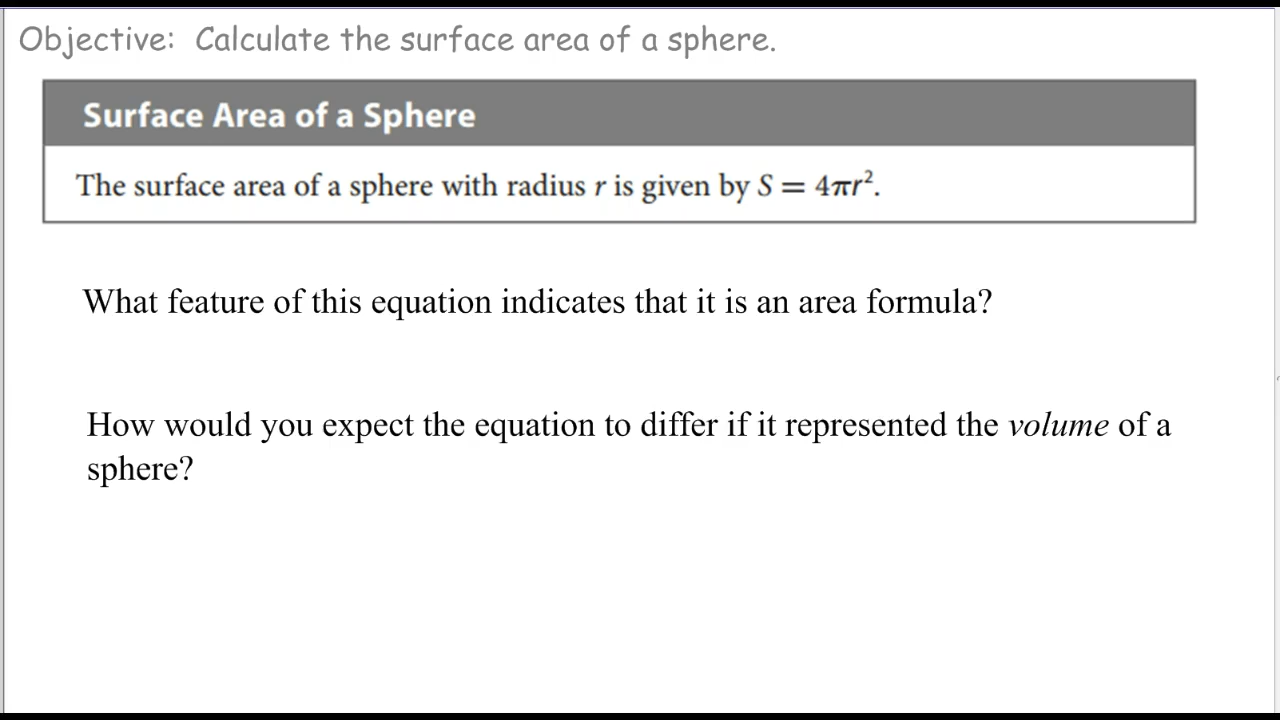 Objective:  Calculate the surface area of a sphere.
Surface Area of a Sphere
The surface area of a sphere with radius r is given by S = 4πr².
What feature of this equation indicates that it is an area formula?
How would you expect the equation to differ if it represented the volume of a
sphere?